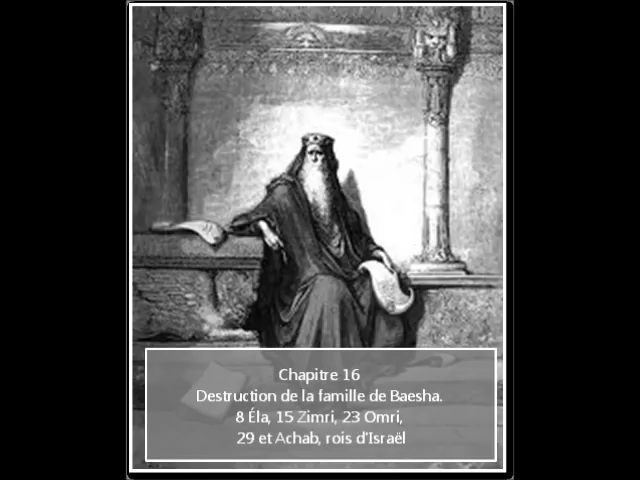 Chapitre 16
Destruction de la famille de Baesha.
8 Éla, 15 Zimri, 23 Omri,
29 et Achab, rois d'Israël